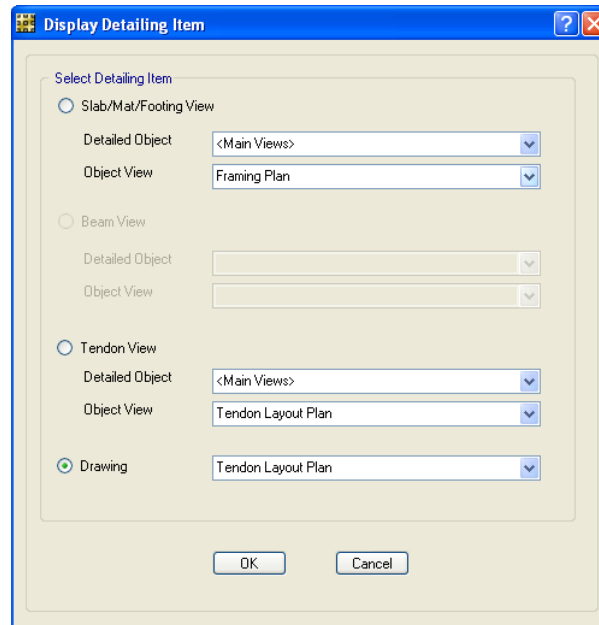 Display Detailing Item
Select Detailing Item
Slab/Mat/Footing View
Detailed Object <Main Views>
Object View Framing Plan
Beam View
Detailed Object
Object View
Tendon View
Detailed Object <Main Views>
Object View Tendon Layout Plan
Drawing Tendon Layout Plan
OK Cancel